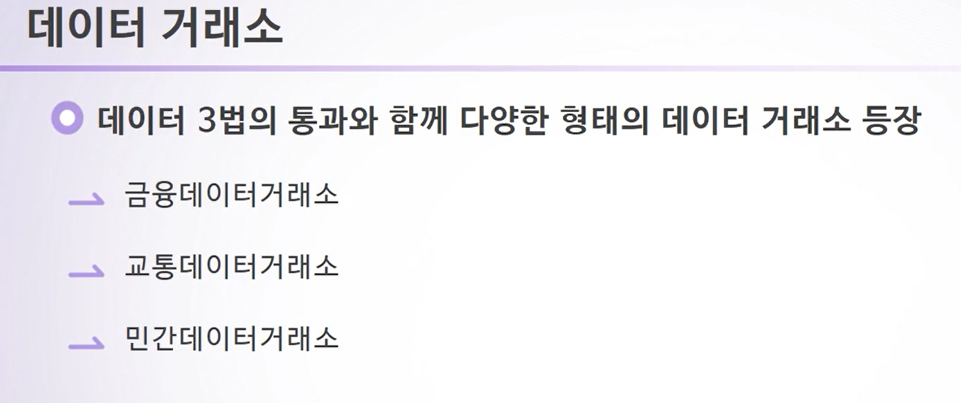 데이터 거래소
데이터 3법의 통과와 함께 다양한 형태의 데이터 거래소 등장
금융데이터거래소
교통데이터거래소
민간데이터거래소